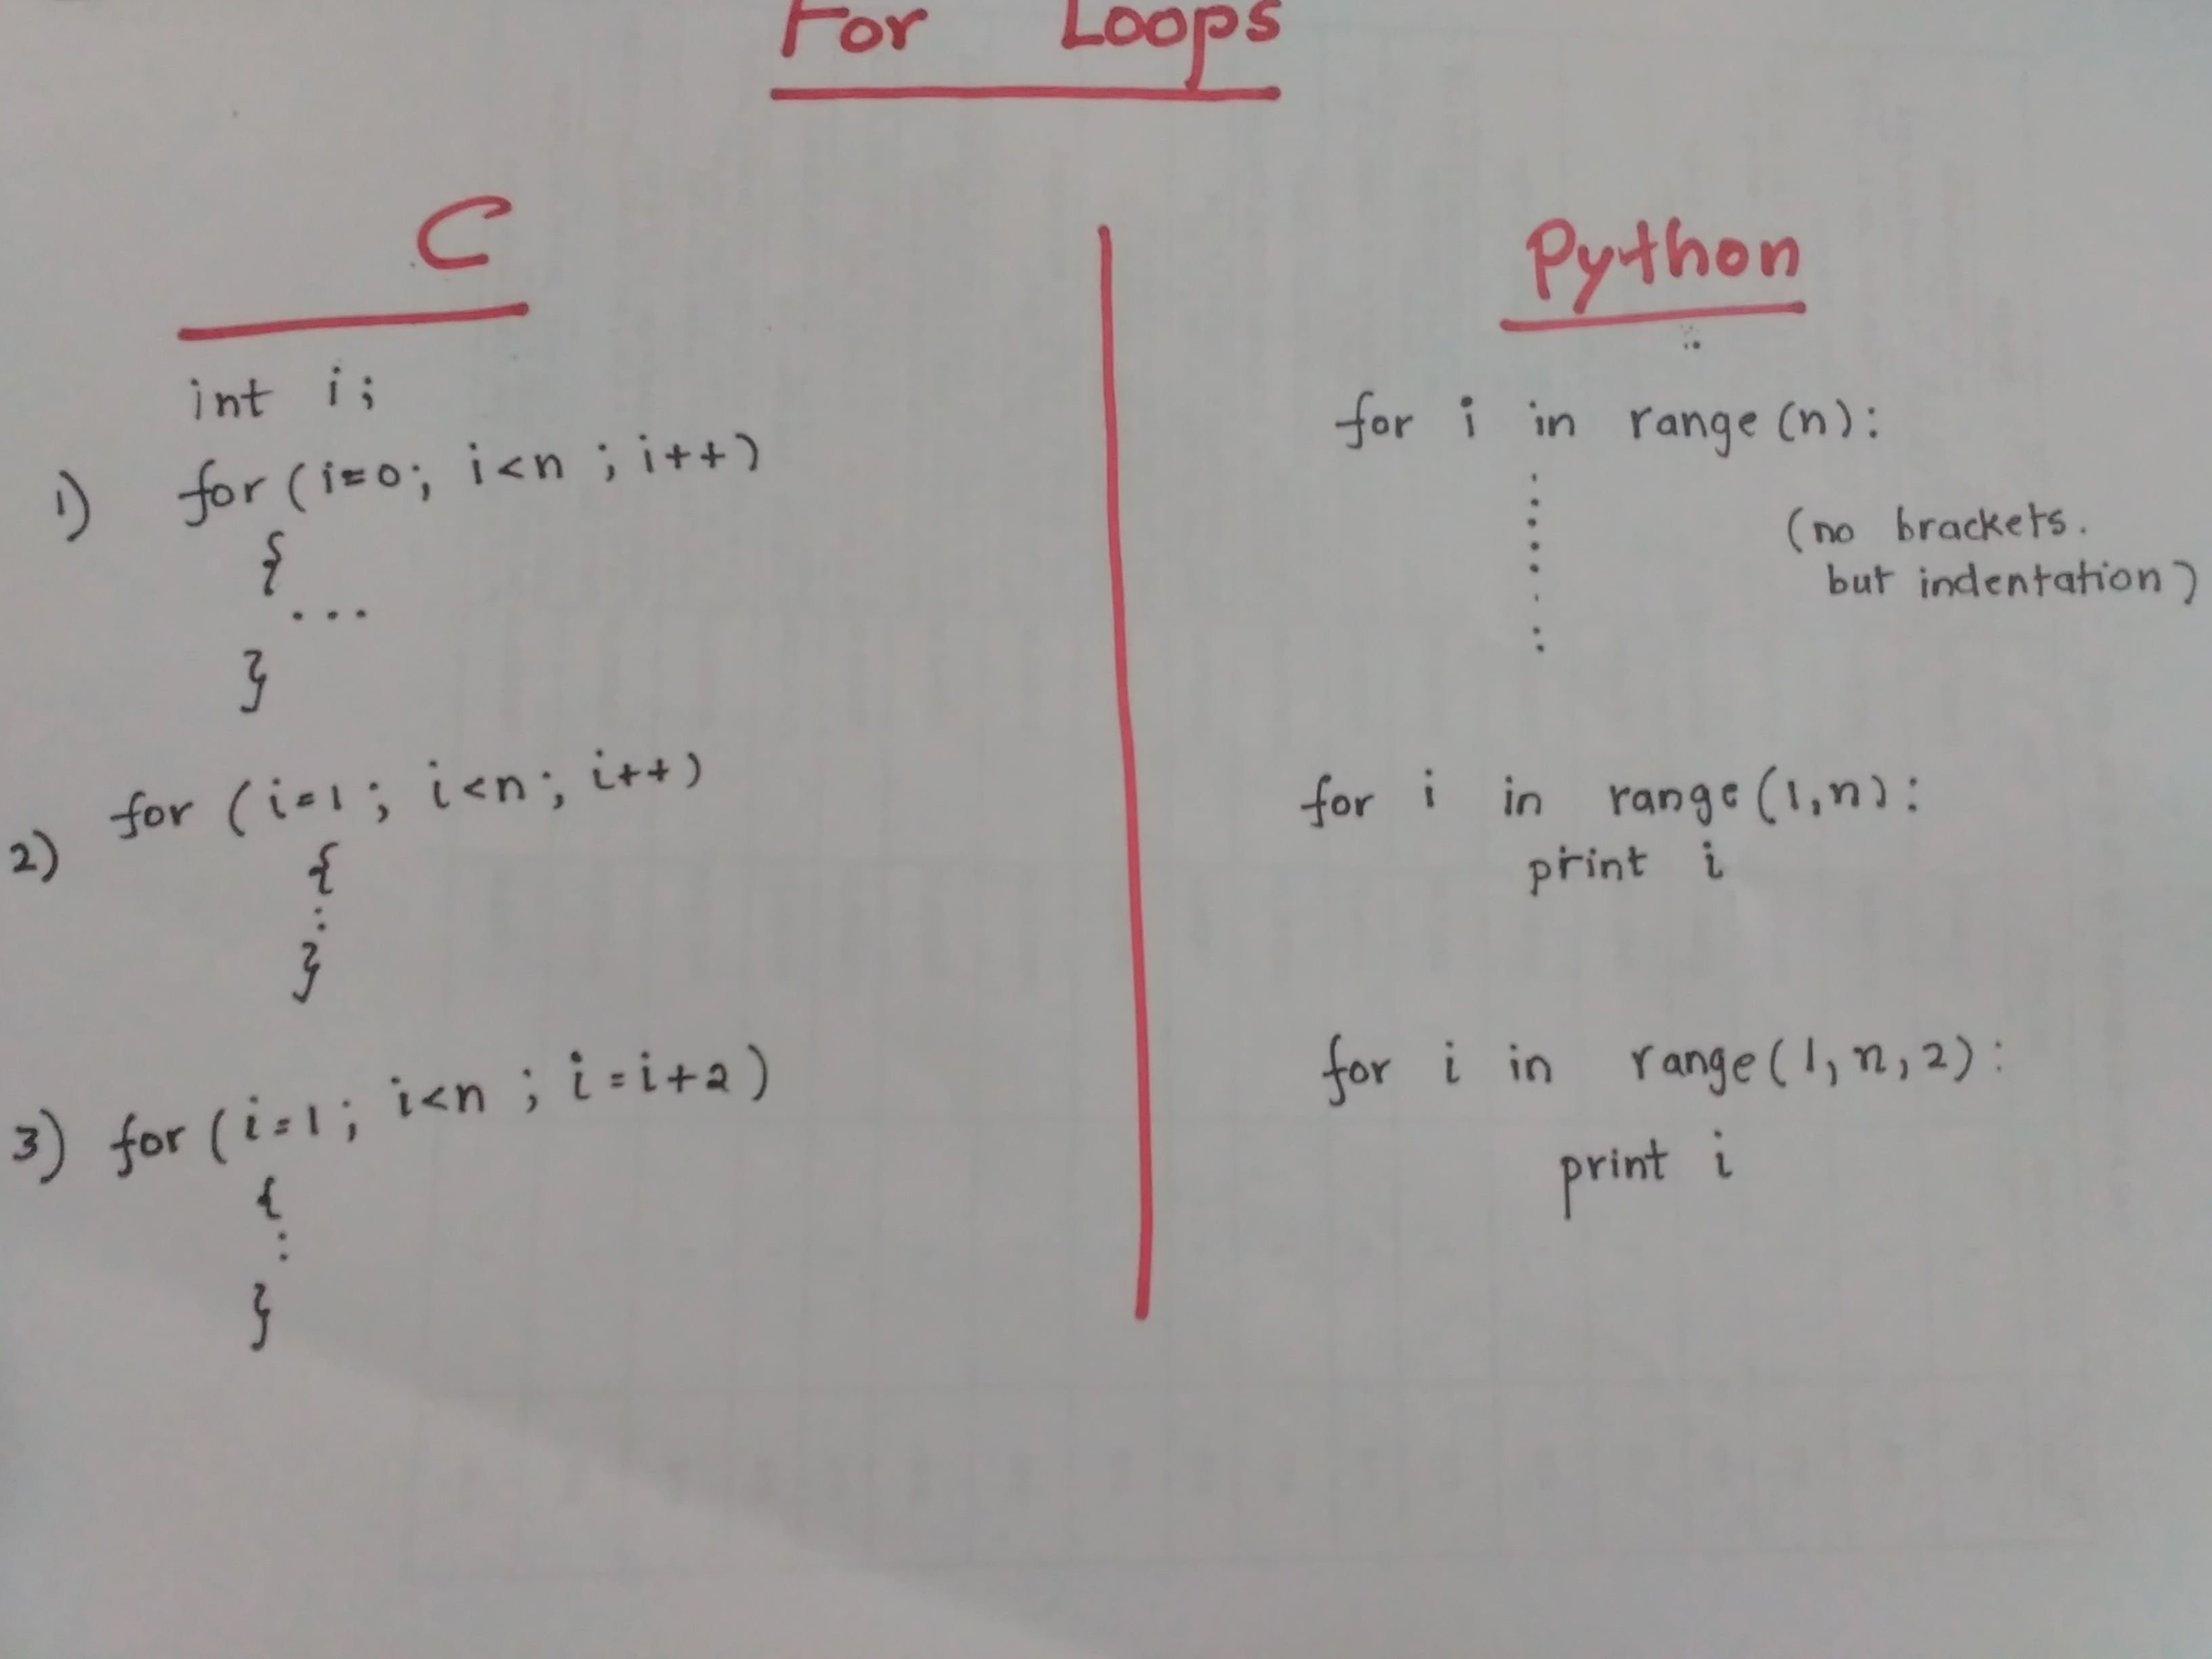 For Loops
C
int i;
1) for (i=0; i<n ; i++)
{
...
}
2) for (i=1; i<n; i++)
{
:
}
3) for (i=1; i<n ; i=i+2)
{
:
}
Python
for i in range (n):
(no brackets.
but indentation)
for i in range (1,n):
print i
for i in range (1,n,2):
print i